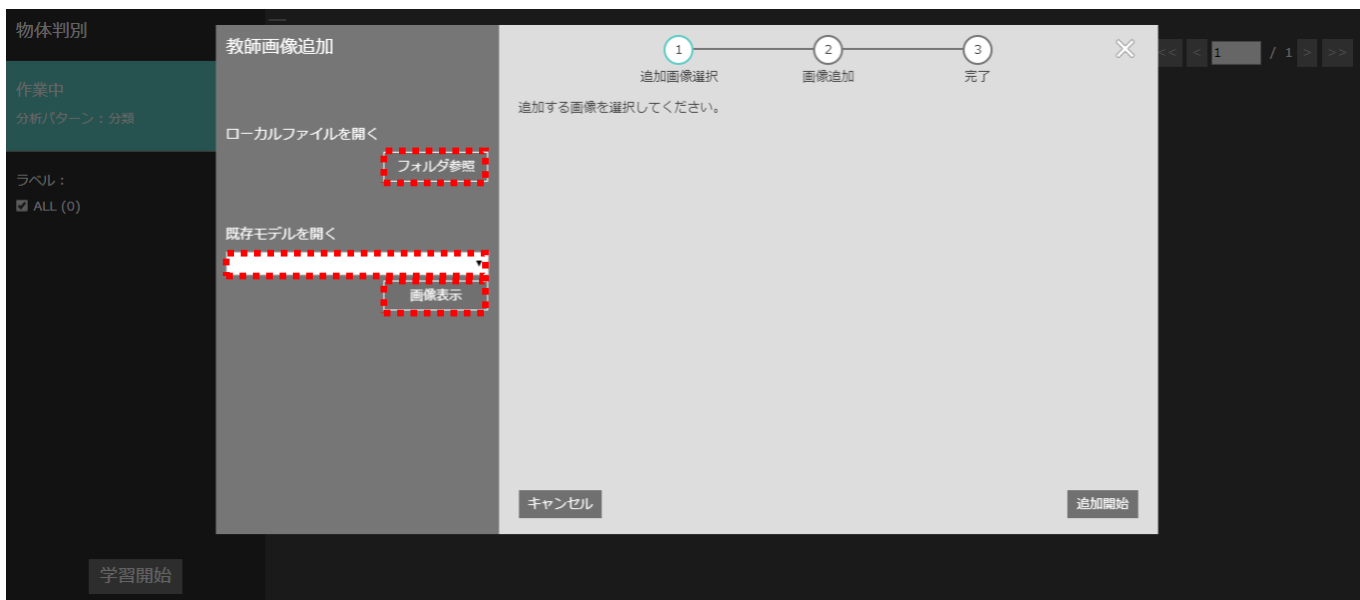 物体判別
作業中
分析パターン：分類
ラベル：
ALL (0)
学習開始
教師画像追加
ローカルファイルを開く
フォルダ参照
既存モデルを開く
画像表示
1
2
3
追加画像選択
画像追加
完了
追加する画像を選択してください。
キャンセル
追加開始
<< < 1 / 1 > >>